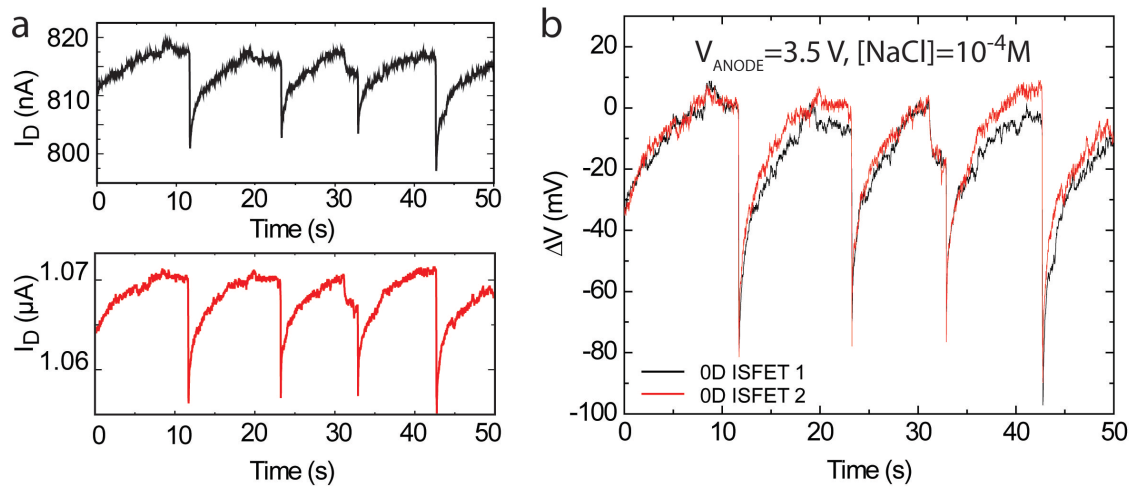 a
I_D (nA)
820
810
800
0 10 20 30 40 50
Time (s)
I_D (μA)
1.07
1.06
0 10 20 30 40 50
Time (s)
b
V_ANODE=3.5 V, [NaCl]=10⁻⁴M
ΔV (mV)
20
0
-20
-40
-60
-80
-100
0D ISFET 1
0D ISFET 2
0 10 20 30 40 50
Time (s)